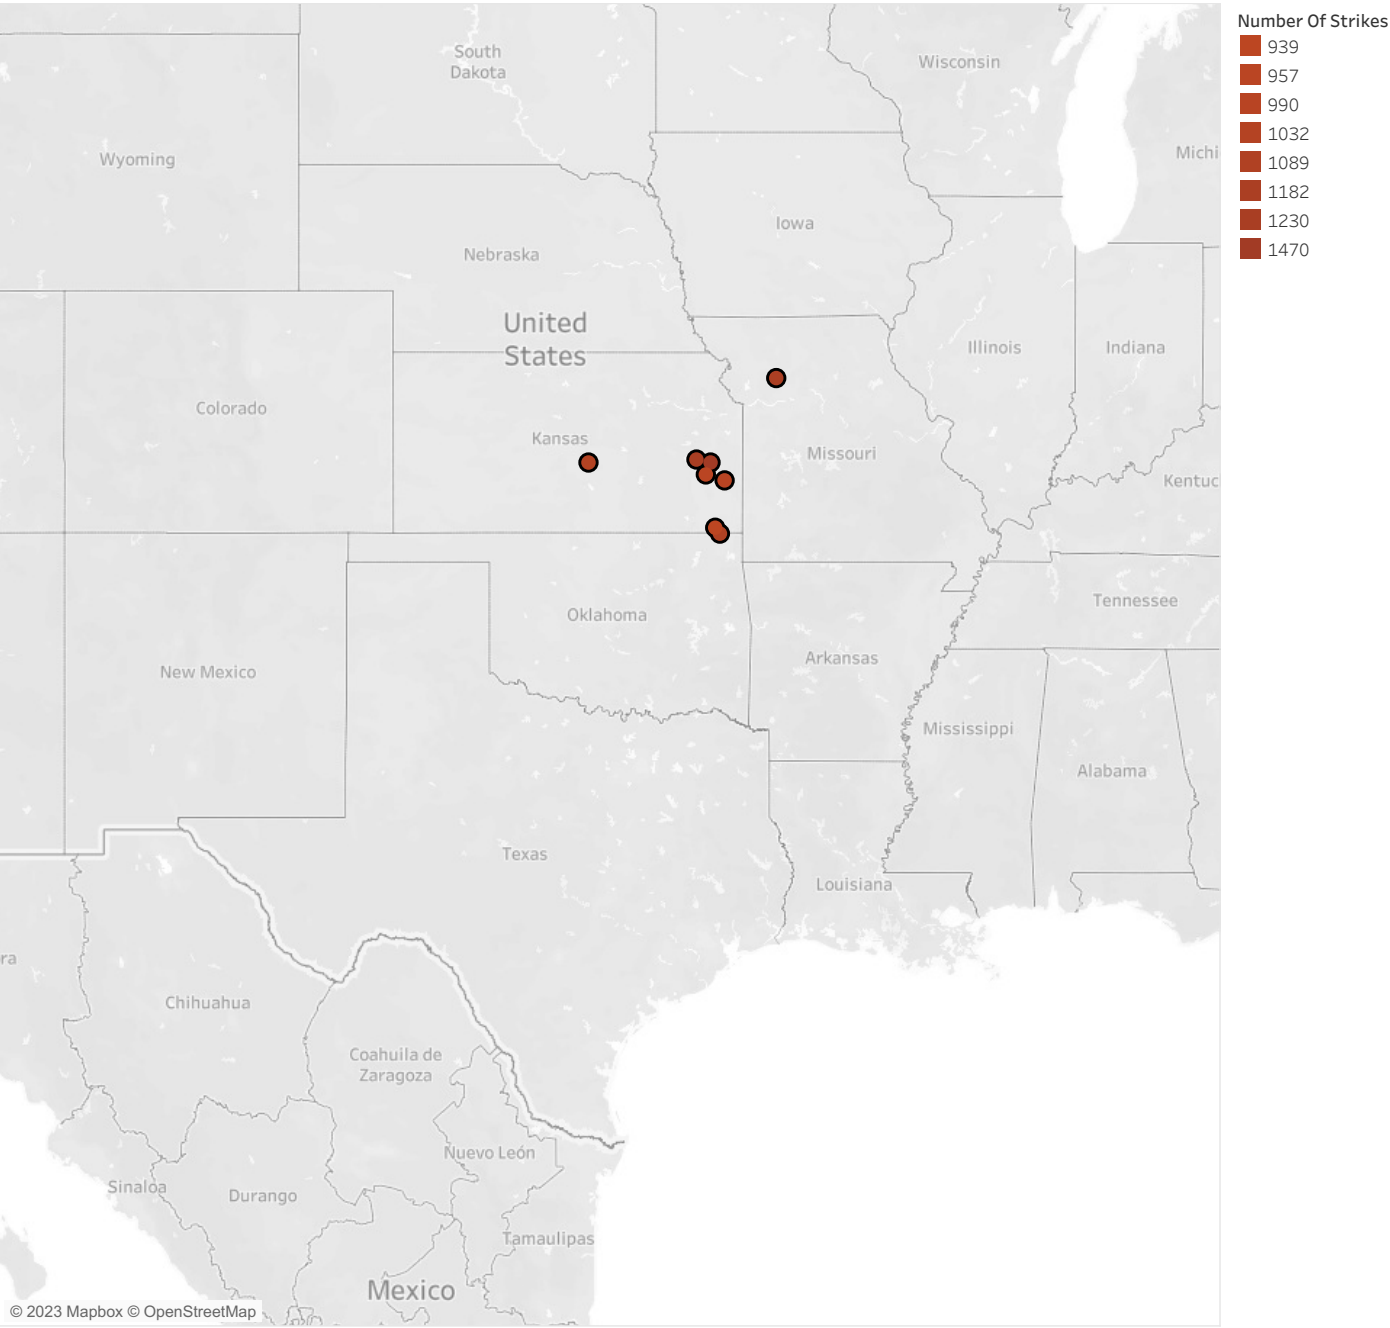 Number Of Strikes
939
957
990
1032
1089
1182
1230
1470
South
Dakota
Wisconsin
Wyoming
Michi
Iowa
Nebraska
United
States
Illinois
Indiana
Colorado
Kansas
Missouri
Kentuc
Oklahoma
Tennessee
New Mexico
Arkansas
Mississippi
Alabama
Texas
Louisiana
ra
Chihuahua
Coahuila de
Zaragoza
Nuevo León
Sinaloa
Durango
Tamaulipas
Mexico
© 2023 Mapbox © OpenStreetMap